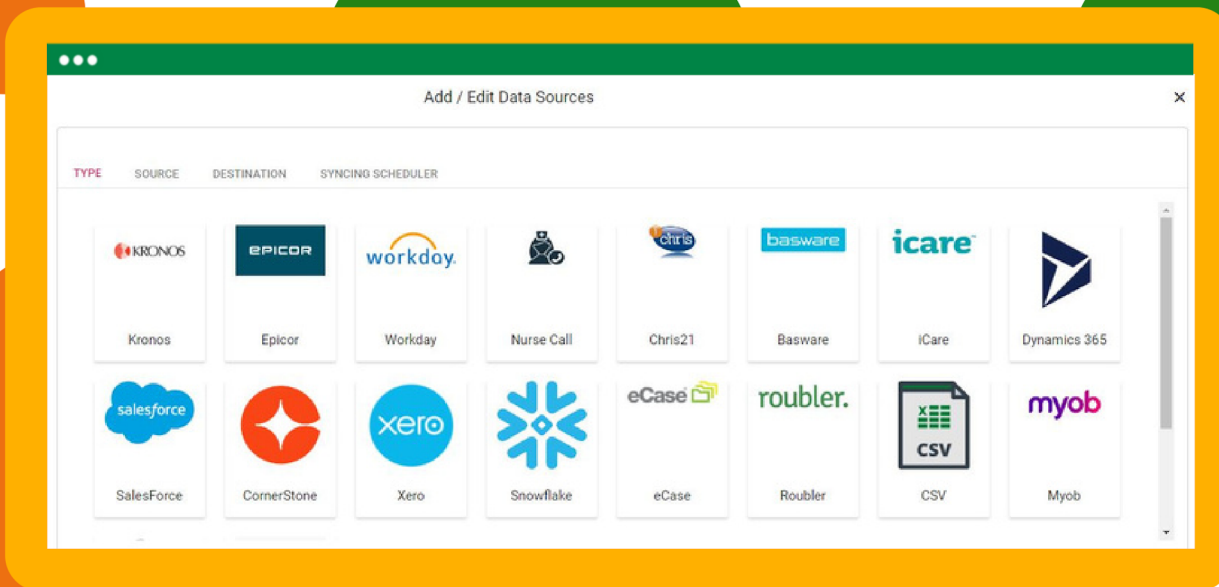 Add / Edit Data Sources
×
TYPE SOURCE DESTINATION SYNCING SCHEDULER
KRONOS EPICOR workday. chris basware icare
Kronos Epicor Workday Nurse Call Chris21 Basware iCare Dynamics 365
salesforce xero eCase roubler. X CSV myob
SalesForce CornerStone Xero Snowflake eCase Roubler CSV Myob